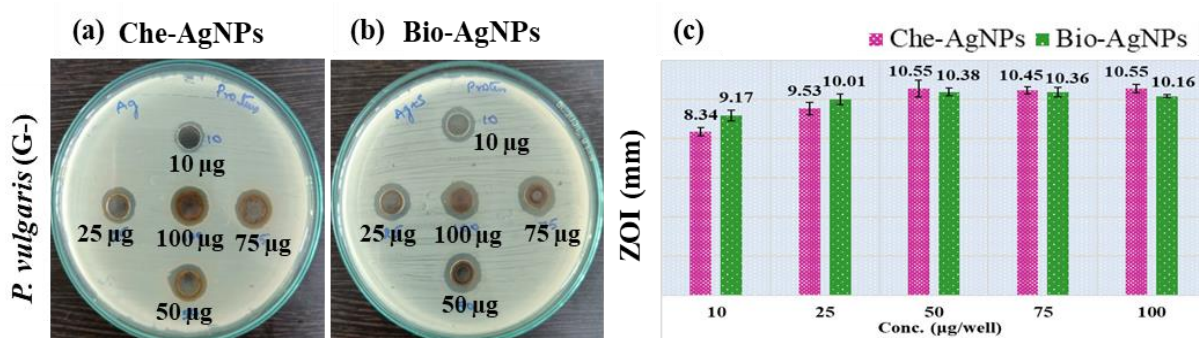 (a) Che-AgNPs
(b) Bio-AgNPs
(c)
P. vulgaris (G-)
Ag
Proteus
10
10 µg
25 µg
100 µg
75 µg
50 µg
10
10 µg
25 µg
100 µg
75 µg
50 µg
Che-AgNPs Bio-AgNPs
8.34 9.17 9.53 10.01 10.55 10.38 10.45 10.36 10.55 10.16
ZOI (mm)
10 25 50 75 100
Conc. (µg/well)